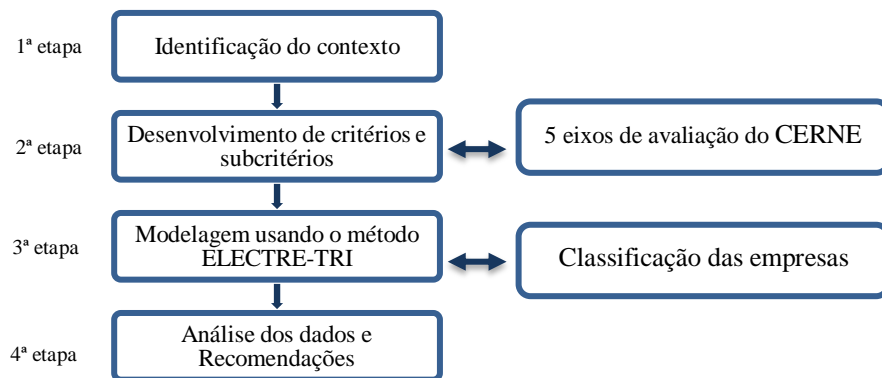 1ª etapa
Identificação do contexto
2ª etapa
Desenvolvimento de critérios e
subcritérios
5 eixos de avaliação do CERNE
3ª etapa
Modelagem usando o método
ELECTRE-TRI
Classificação das empresas
4ª etapa
Análise dos dados e
Recomendações